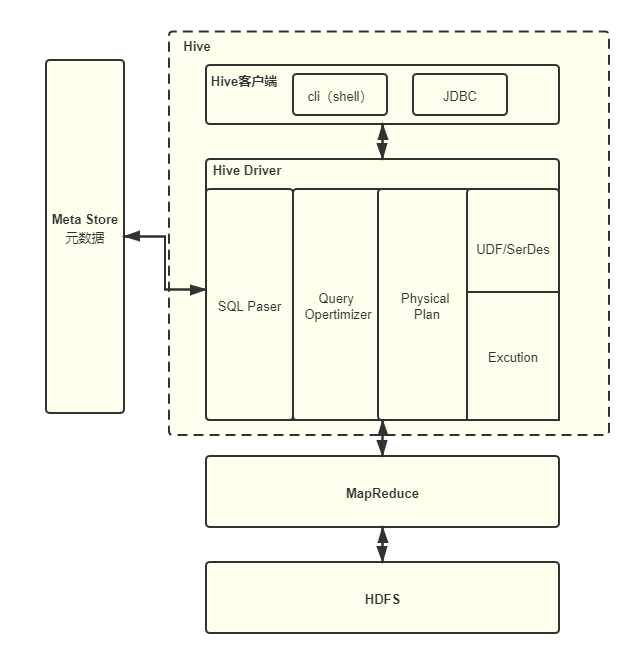 Hive
Hive客户端
cli（shell）
JDBC
Hive Driver
Meta Store
元数据
SQL Paser
Query
Opertimizer
Physical
Plan
UDF/SerDes
Excution
MapReduce
HDFS